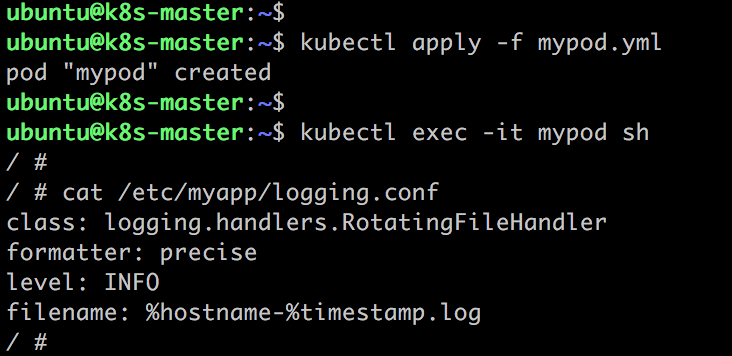 ubuntu@k8s-master:~$
ubuntu@k8s-master:~$ kubectl apply -f mypod.yml
pod "mypod" created
ubuntu@k8s-master:~$
ubuntu@k8s-master:~$ kubectl exec -it mypod sh
/ #
/ # cat /etc/myapp/logging.conf
class: logging.handlers.RotatingFileHandler
formatter: precise
level: INFO
filename: %hostname-%timestamp.log
/ #